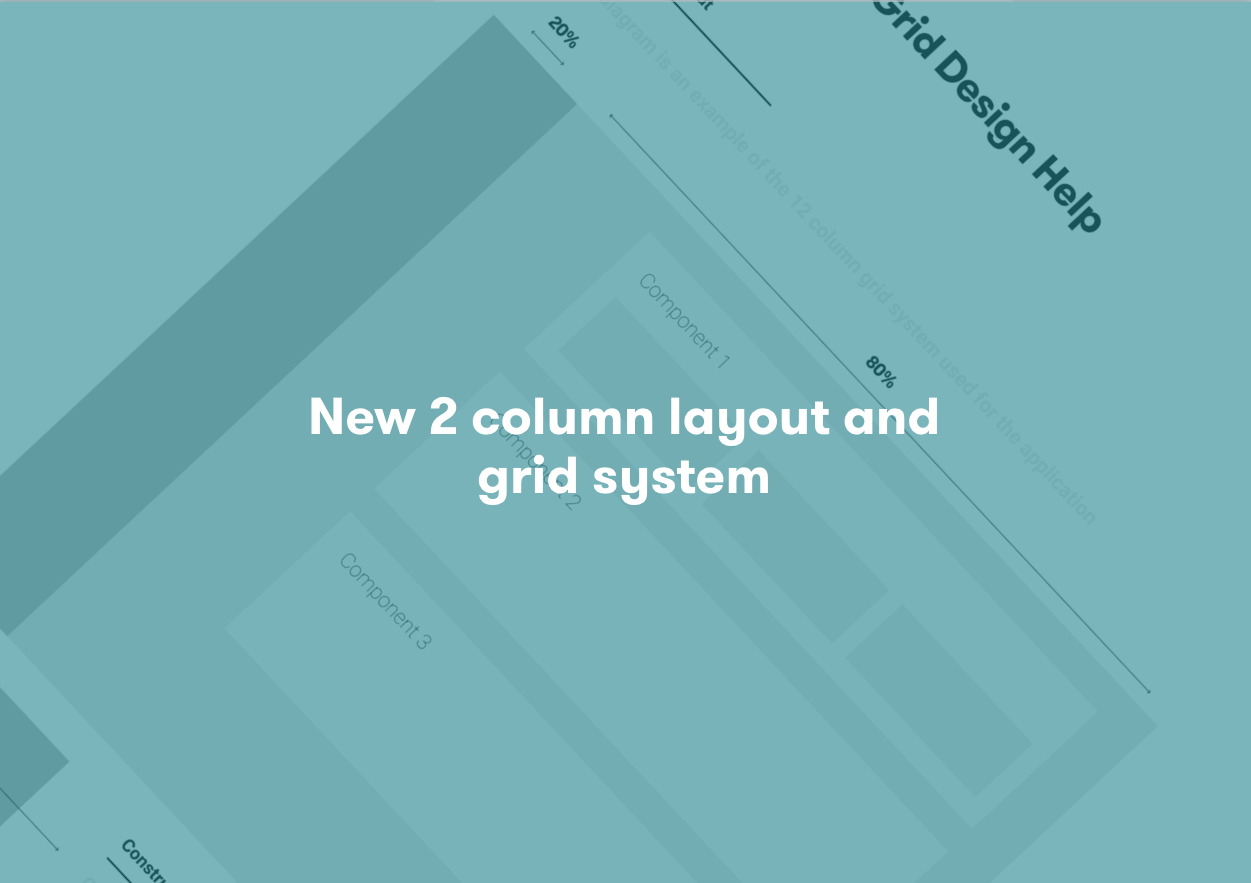 Grid Design Help
20%
diagram is an example of the 12 column grid system used for the application
80%
Component 1
New 2 column layout and
grid system
Component 2
Component 3